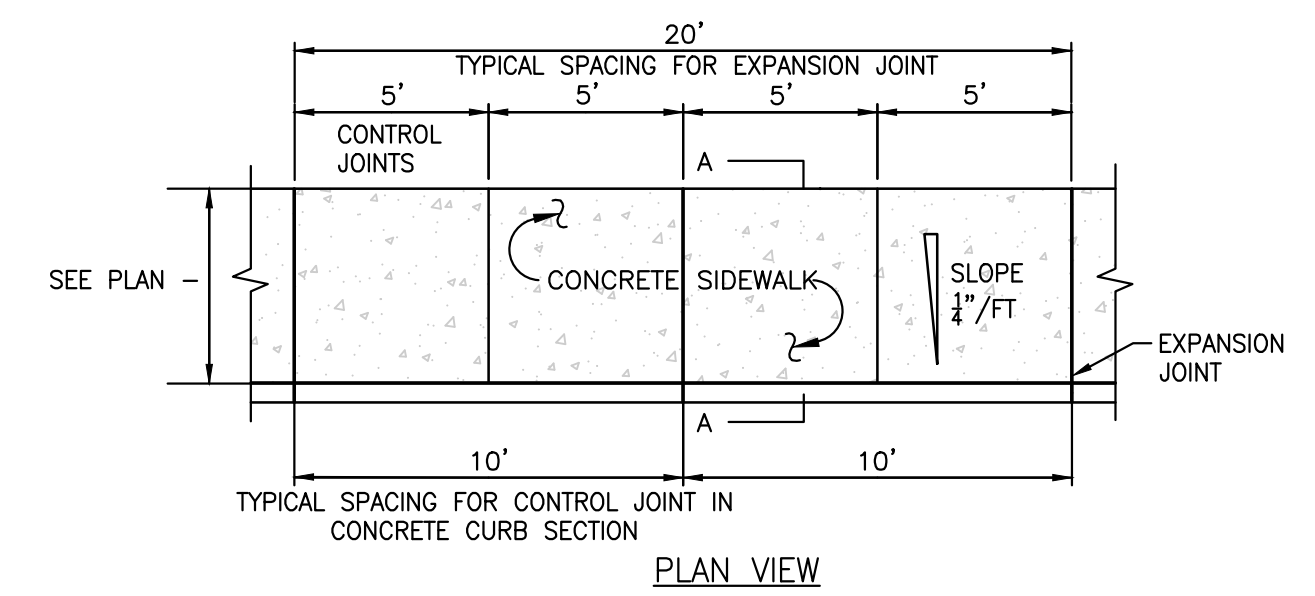 20'
TYPICAL SPACING FOR EXPANSION JOINT
5' 5' 5' 5'
CONTROL
JOINTS
A
SEE PLAN
CONCRETE SIDEWALK
SLOPE
1/4"/FT
EXPANSION
JOINT
A
10' 10'
TYPICAL SPACING FOR CONTROL JOINT IN
CONCRETE CURB SECTION
PLAN VIEW